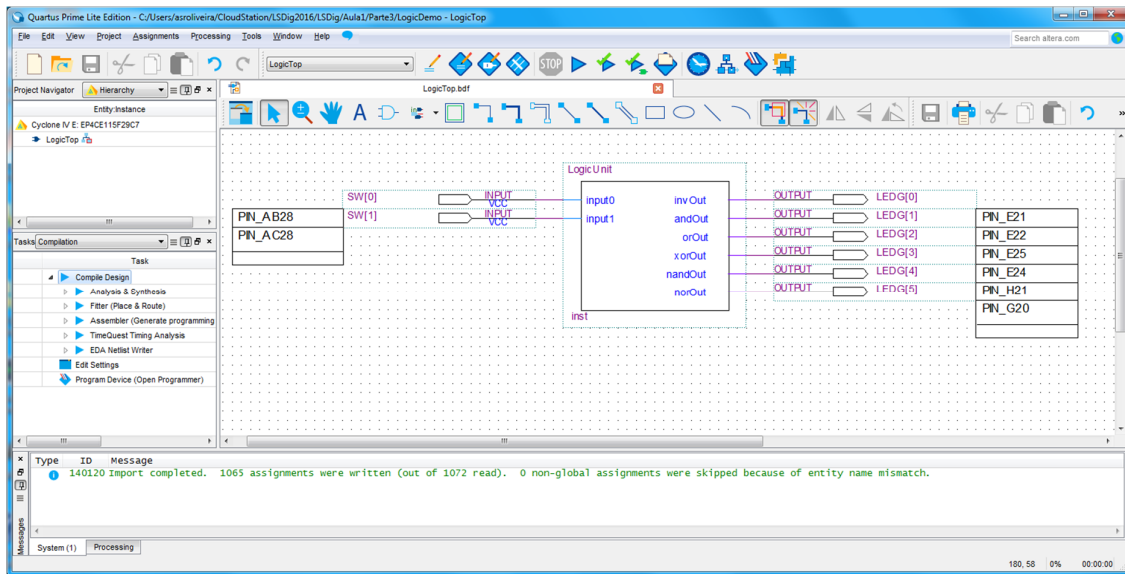 Quartus Prime Lite Edition - C:/Users/asroliveira/CloudStation/LSDig2016/LSDig/Aula1/Parte3/LogicDemo - LogicTop
File Edit View Project Assignments Processing Tools Window Help
Search altera.com
LogicTop
Project Navigator Hierarchy
LogicTop.bdf
Entity:Instance
Cyclone IV E: EP4CE115F29C7
LogicTop
Tasks Compilation
Task
Compile Design
Analysis & Synthesis
Fitter (Place & Route)
Assembler (Generate programming
TimeQuest Timing Analysis
EDA Netlist Writer
Edit Settings
Program Device (Open Programmer)
STOP
A
LogicUnit
SW[0] INPUT VCC input0 invOut OUTPUT LEDG[0]
PIN_AB28 SW[1] INPUT VCC input1 andOut OUTPUT LEDG[1] PIN_E21
PIN_AC28 orOut OUTPUT LEDG[2] PIN_E22
xorOut OUTPUT LEDG[3] PIN_E25
nandOut OUTPUT LEDG[4] PIN_E24
norOut OUTPUT LEDG[5] PIN_H21
PIN_G20
inst
Type ID Message
140120 Import completed. 1065 assignments were written (out of 1072 read). 0 non-global assignments were skipped because of entity name mismatch.
Messages
System (1) Processing
180, 58 0% 00:00:00